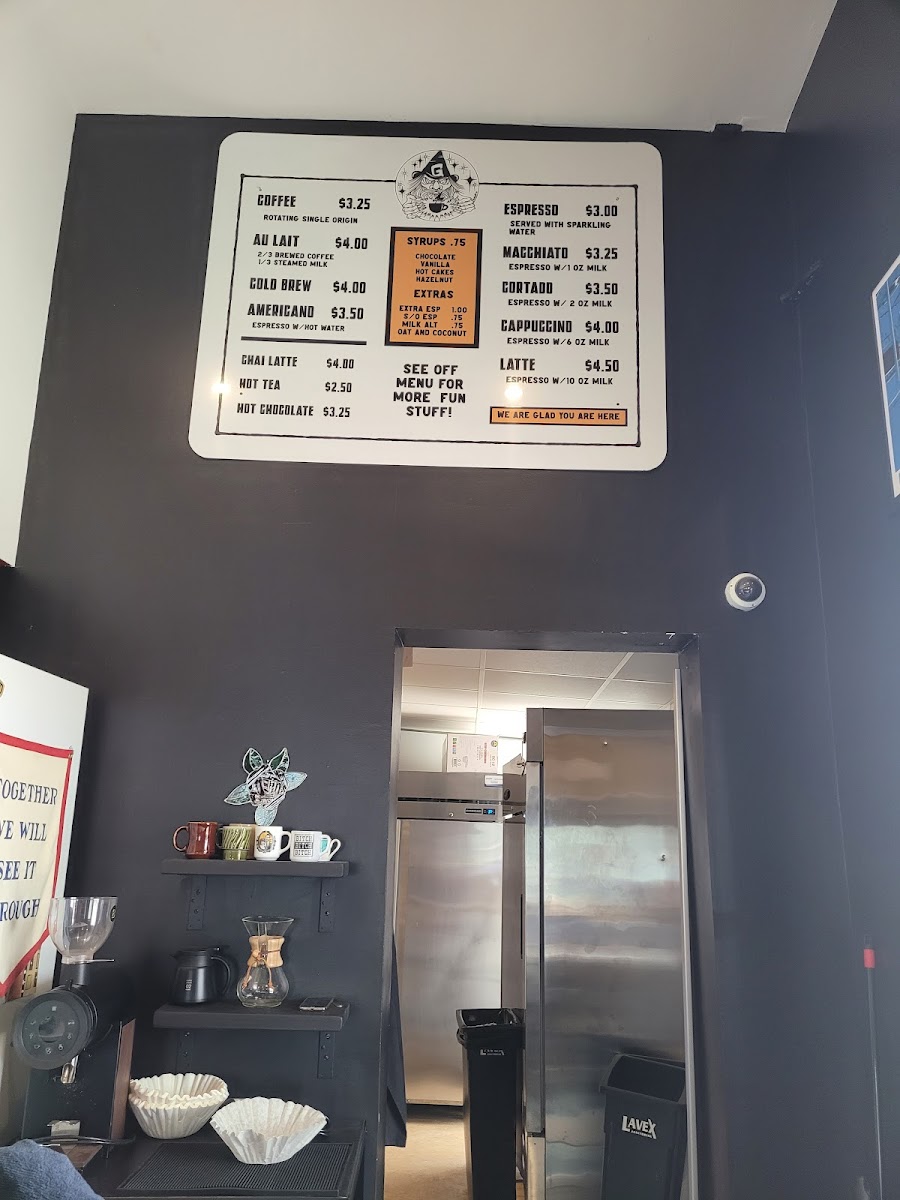 G
COFFEE $3.25
ROTATING SINGLE ORIGIN
AU LAIT $4.00
2/3 BREWED COFFEE
1/3 STEAMED MILK
COLD BREW $4.00
AMERICANO $3.50
ESPRESSO W/HOT WATER
CHAI LATTE $4.00
HOT TEA $2.50
HOT CHOCOLATE $3.25
SYRUPS .75
CHOCOLATE
VANILLA
HOT CAKES
HAZELNUT
EXTRAS
EXTRA ESP 1.00
S/O ESP .75
MILK ALT .75
OAT AND COCONUT
SEE OFF
MENU FOR
MORE FUN
STUFF!
ESPRESSO $3.00
SERVED WITH SPARKLING
WATER
MACCHIATO $3.25
ESPRESSO W/1 OZ MILK
CORTADO $3.50
ESPRESSO W/ 2 OZ MILK
CAPPUCCINO $4.00
ESPRESSO W/6 OZ MILK
LATTE $4.50
ESPRESSO W/10 OZ MILK
WE ARE GLAD YOU ARE HERE
TOGETHER
WE WILL
SEE IT
ROUGH
LAVEX